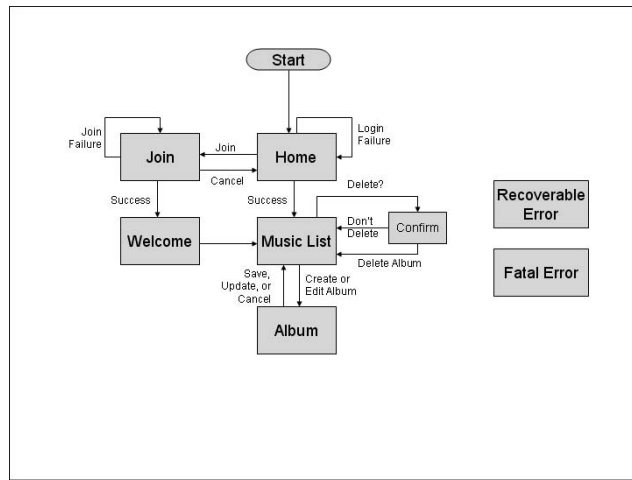 Start
Join
Failure
Login
Failure
Join
Join
Home
Cancel
Success
Success
Delete?
Recoverable
Error
Welcome
Music List
Don't
Delete
Confirm
Delete Album
Fatal Error
Save,
Update, or
Cancel
Create or
Edit Album
Album